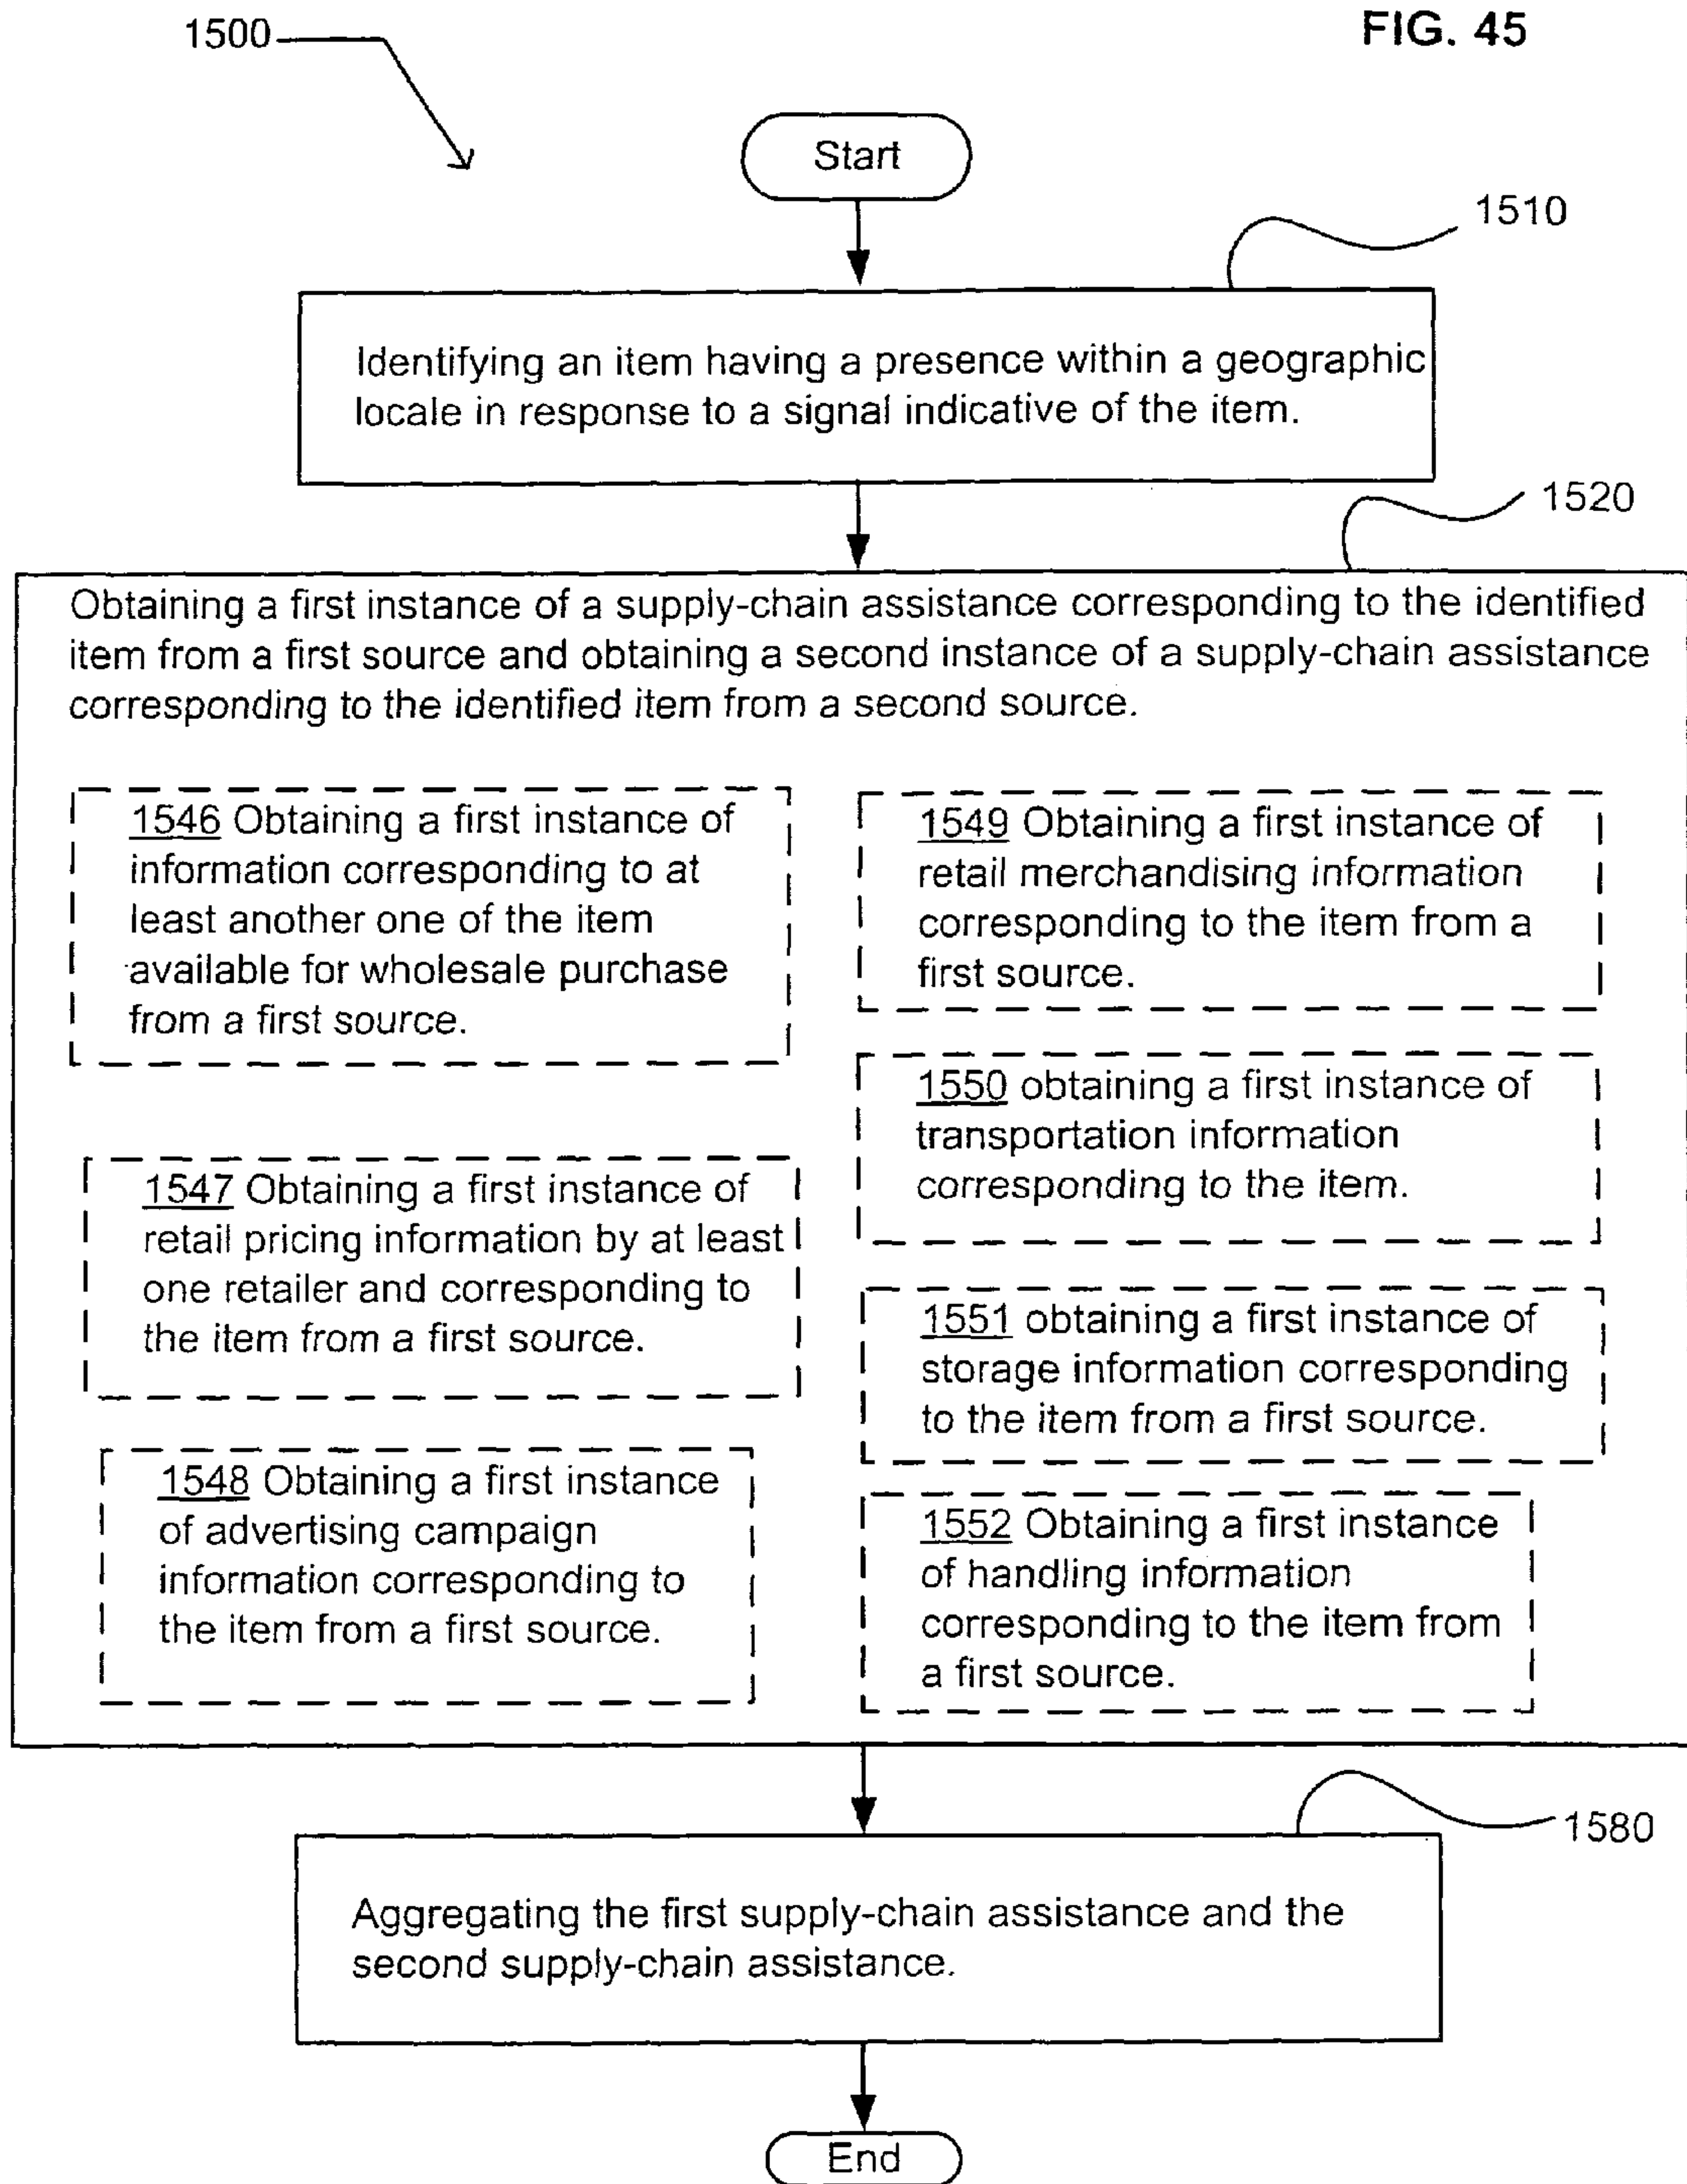 FIG. 45
1500
Start
1510
Identifying an item having a presence within a geographic
locale in response to a signal indicative of the item.
1520
Obtaining a first instance of a supply-chain assistance corresponding to the identified
item from a first source and obtaining a second instance of a supply-chain assistance
corresponding to the identified item from a second source.
1546 Obtaining a first instance of
information corresponding to at
least another one of the item
available for wholesale purchase
from a first source.
1547 Obtaining a first instance of
retail pricing information by at least
one retailer and corresponding to
the item from a first source.
1548 Obtaining a first instance
of advertising campaign
information corresponding to
the item from a first source.
1549 Obtaining a first instance of
retail merchandising information
corresponding to the item from a
first source.
1550 obtaining a first instance of
transportation information
corresponding to the item.
1551 obtaining a first instance of
storage information corresponding
to the item from a first source.
1552 Obtaining a first instance
of handling information
corresponding to the item from
a first source.
1580
Aggregating the first supply-chain assistance and the
second supply-chain assistance.
End